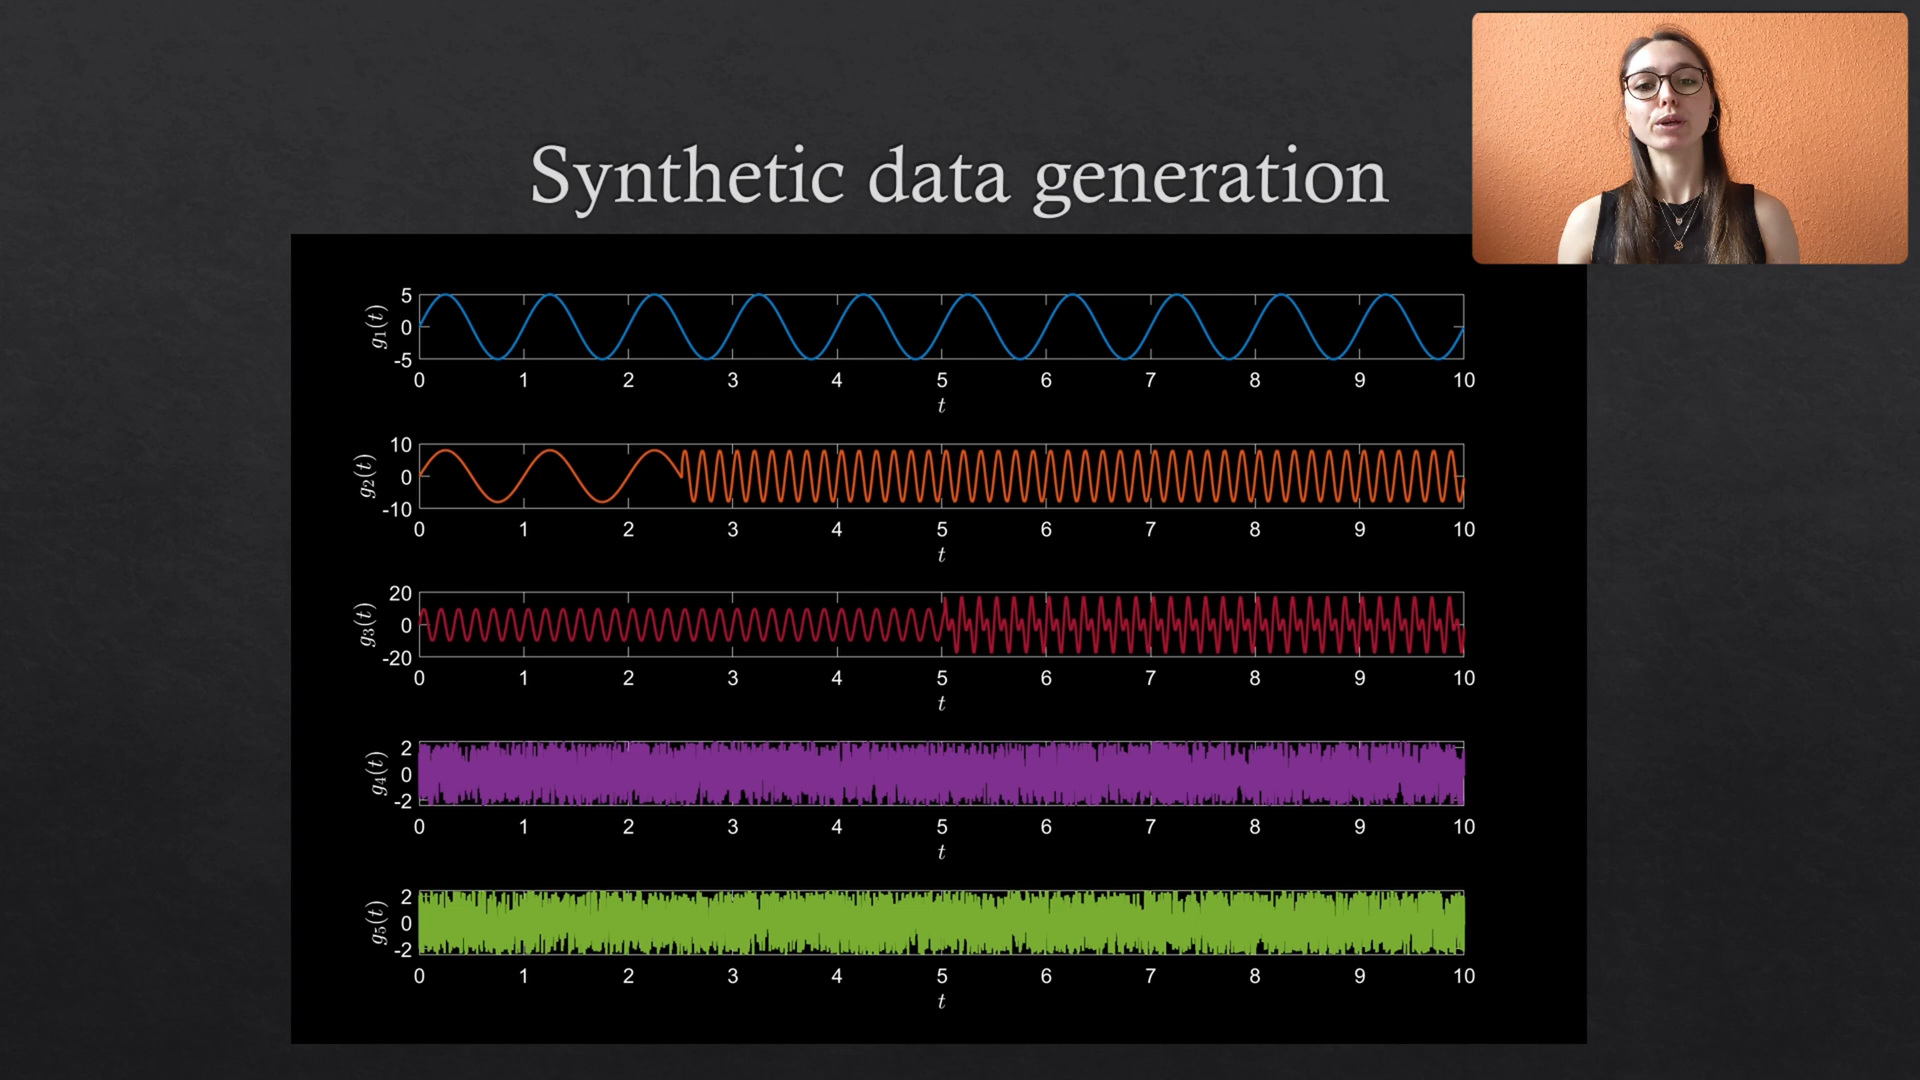 Synthetic data generation
5
0
-5
g₁(t)
0 1 2 3 4 5 6 7 8 9 10
t
10
0
-10
g₂(t)
0 1 2 3 4 5 6 7 8 9 10
t
20
0
-20
g₃(t)
0 1 2 3 4 5 6 7 8 9 10
t
2
0
-2
g₄(t)
0 1 2 3 4 5 6 7 8 9 10
t
2
0
-2
g₅(t)
0 1 2 3 4 5 6 7 8 9 10
t